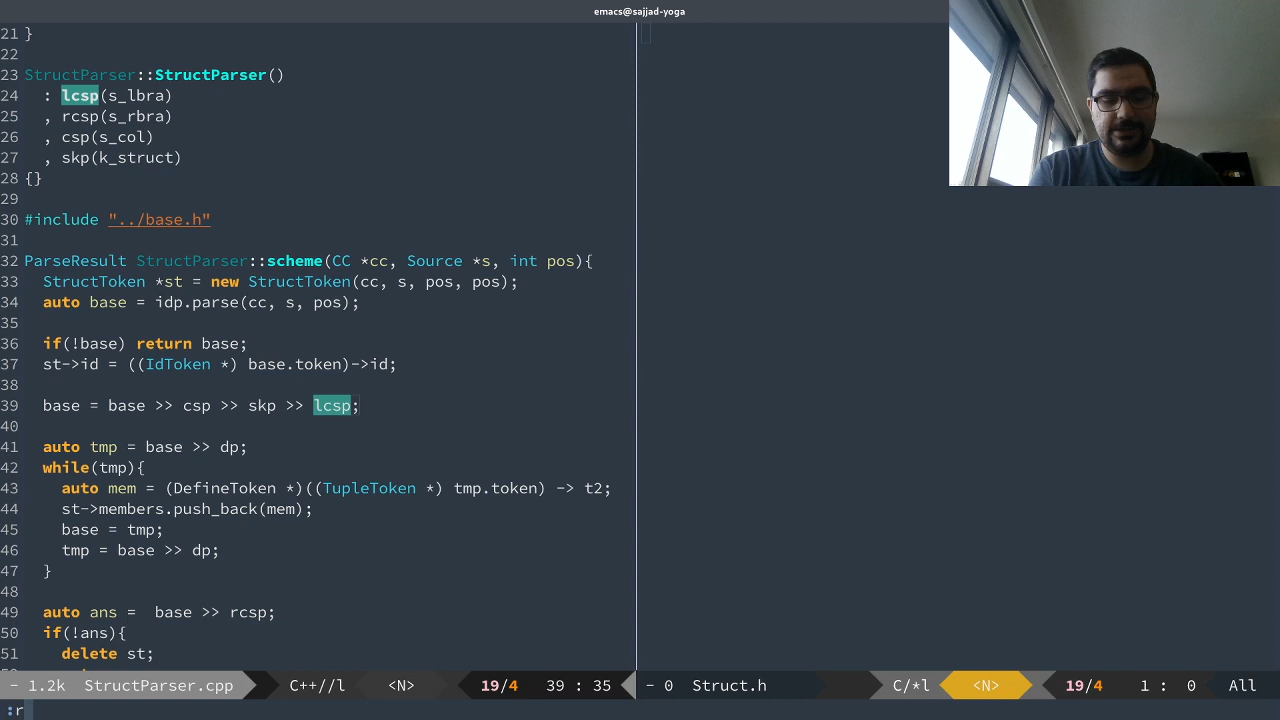 emacs@sajjad-yoga
21 }
22
23 StructParser::StructParser()
24   : lcsp(s_lbra)
25   , rcsp(s_rbra)
26   , csp(s_col)
27   , skp(k_struct)
28 {}
29
30 #include "../base.h"
31
32 ParseResult StructParser::scheme(CC *cc, Source *s, int pos){
33   StructToken *st = new StructToken(cc, s, pos, pos);
34   auto base = idp.parse(cc, s, pos);
35
36   if(!base) return base;
37   st->id = ((IdToken *) base.token)->id;
38
39   base = base >> csp >> skp >> lcsp;
40
41   auto tmp = base >> dp;
42   while(tmp){
43     auto mem = (DefineToken *)((TupleToken *) tmp.token) -> t2;
44     st->members.push_back(mem);
45     base = tmp;
46     tmp = base >> dp;
47   }
48
49   auto ans =  base >> rcsp;
50   if(!ans){
51     delete st;
- 1.2k StructParser.cpp C++//l <N> 19/4 39 : 35 - 0 Struct.h C/*l <N> 19/4 1 : 0 All
:r